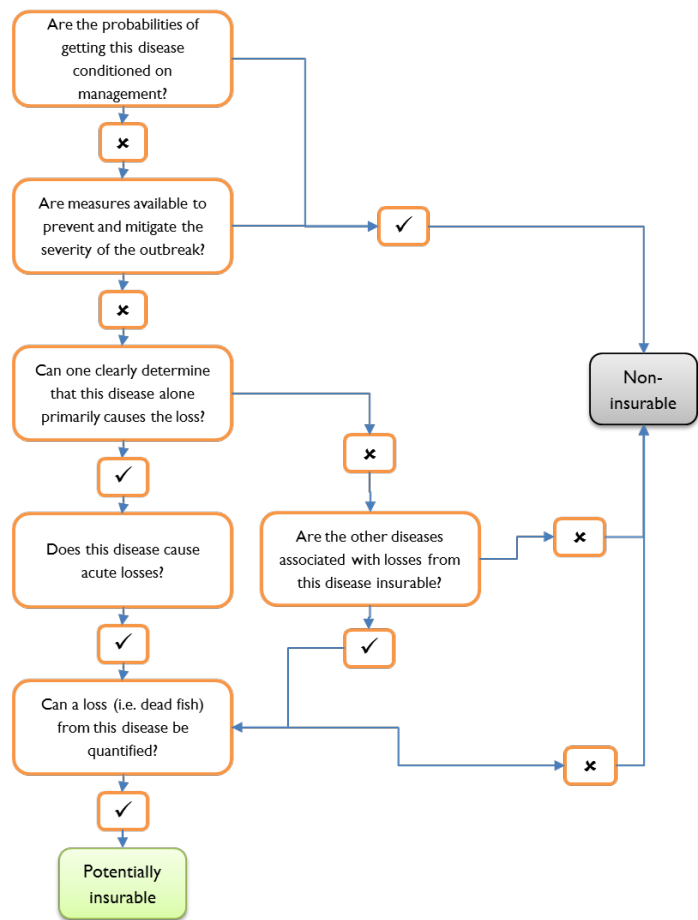 Are the probabilities of
getting this disease
conditioned on
management?
✘
Are measures available to
prevent and mitigate the
severity of the outbreak?
✓
✘
Can one clearly determine
that this disease alone
primarily causes the loss?
Non-
insurable
✘
✓
Does this disease cause
acute losses?
Are the other diseases
associated with losses from
this disease insurable?
✘
✓
✓
Can a loss (i.e. dead fish)
from this disease be
quantified?
✘
✓
Potentially
insurable